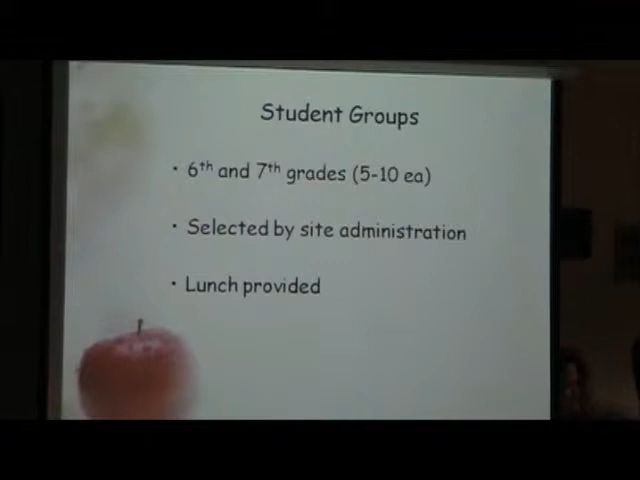 Student Groups
• 6th and 7th grades (5-10 ea)
• Selected by site administration
• Lunch provided